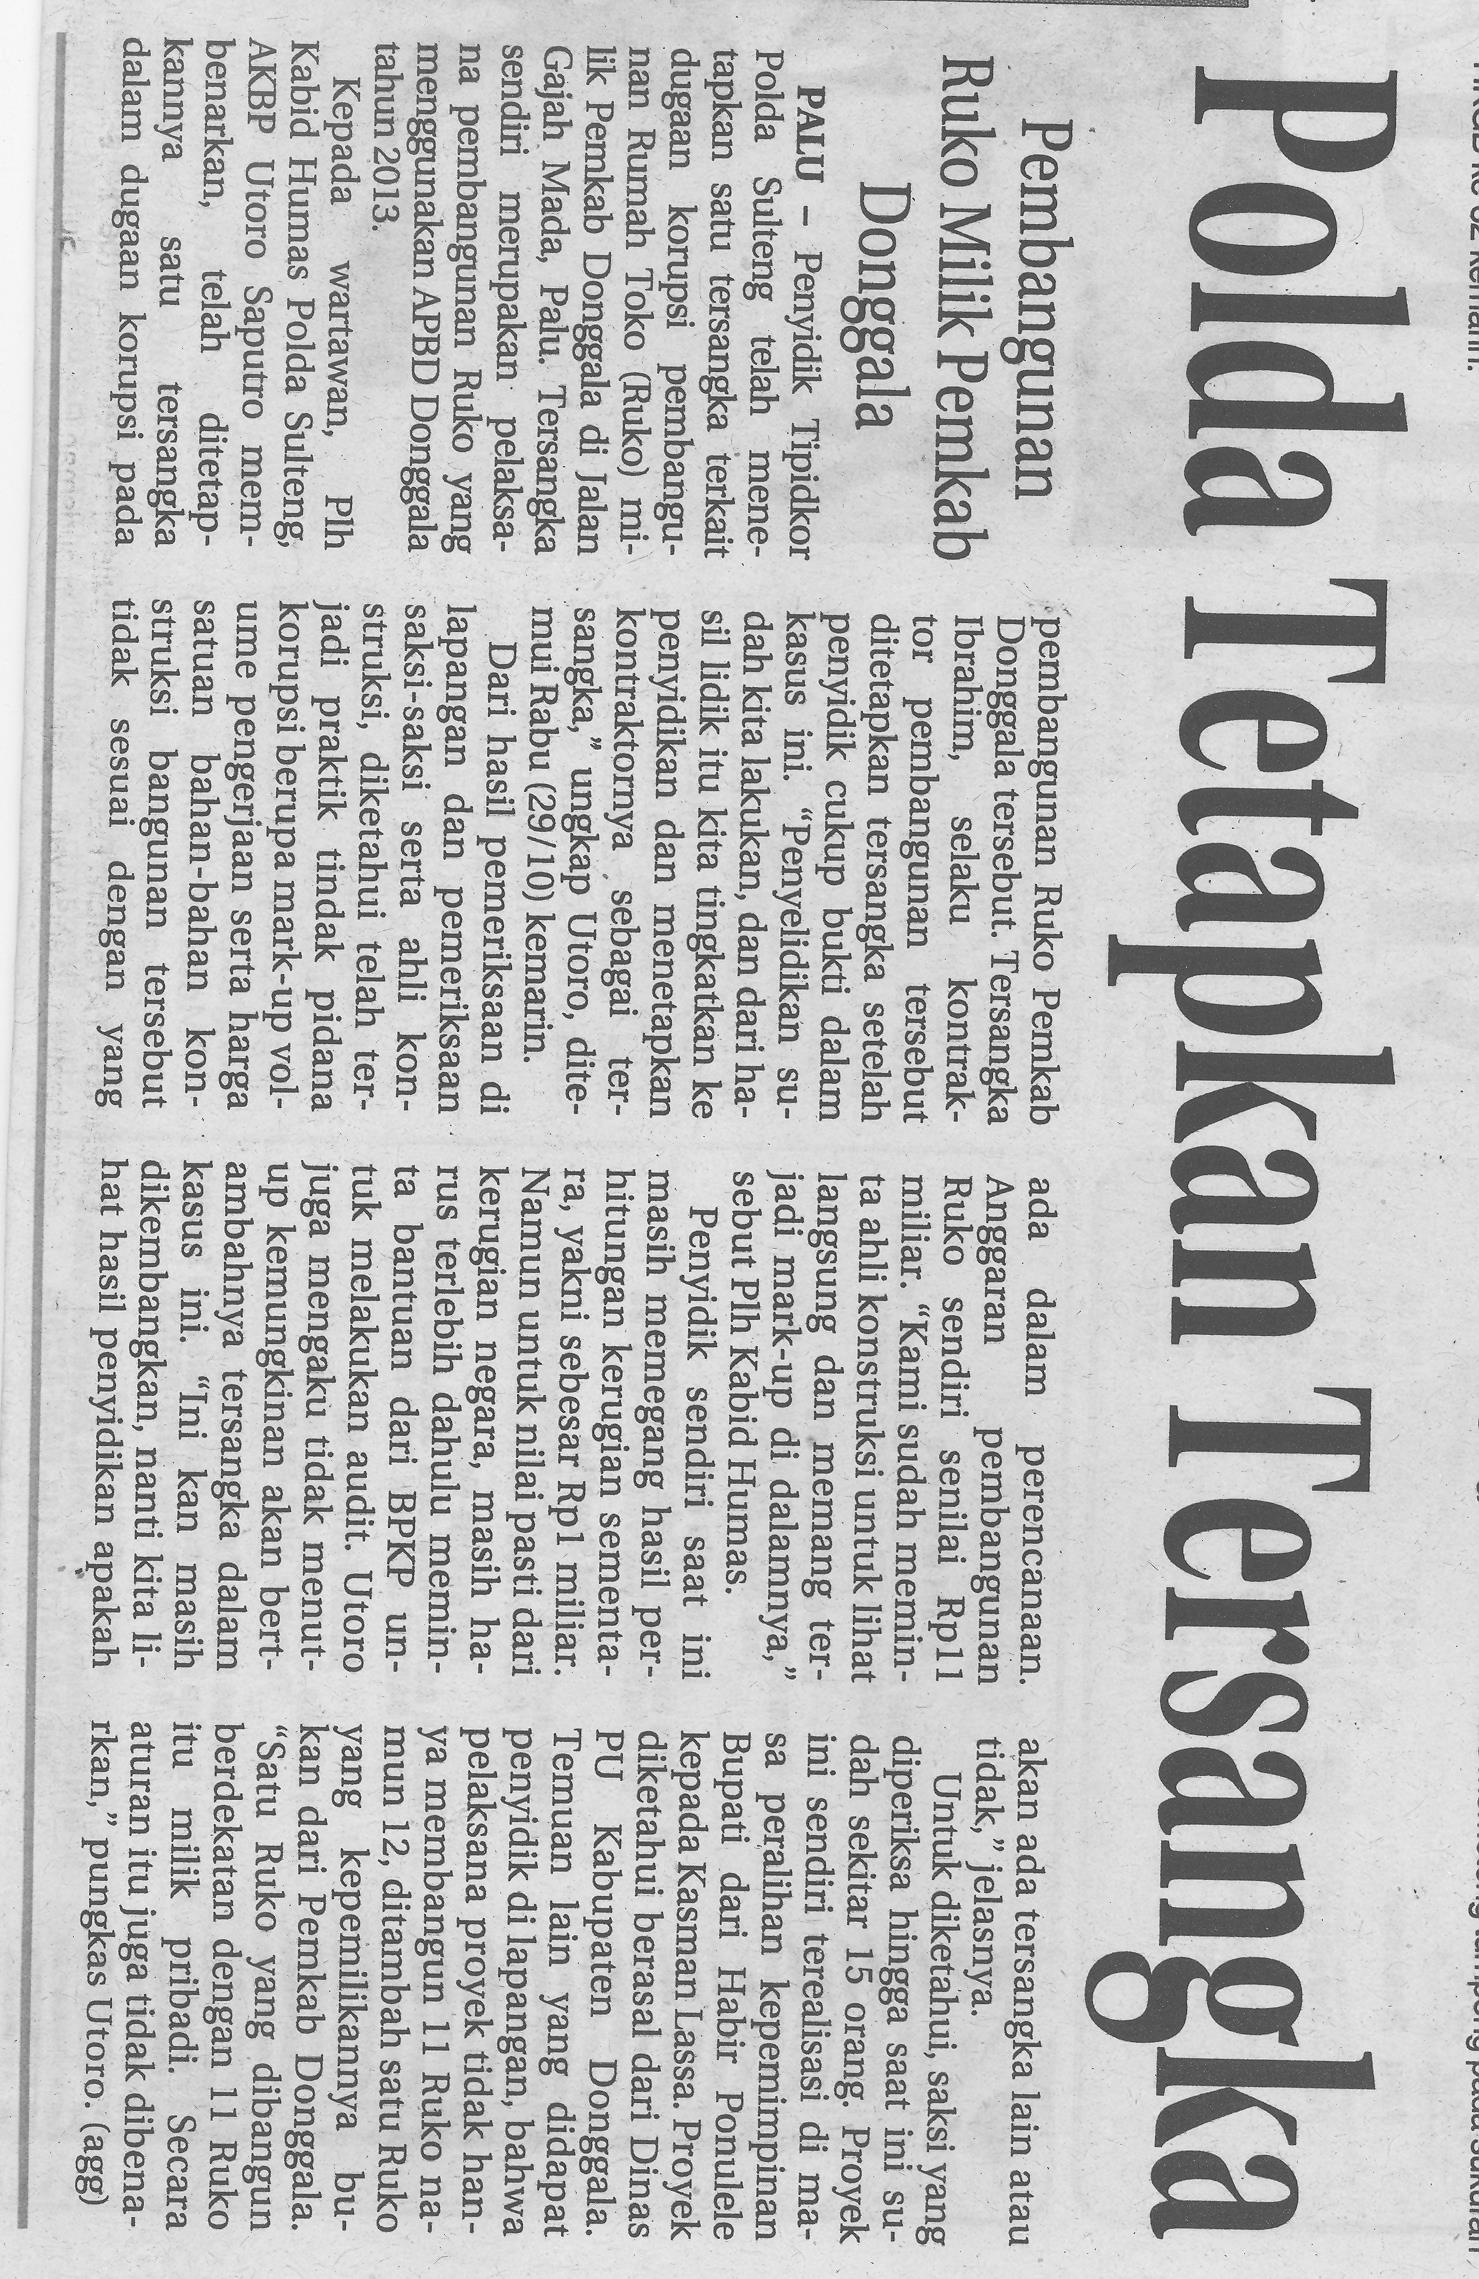 Polda Tetapkan Tersangka
Pembangunan
Ruko Milik Pemkab
Donggala
PALU – Penyidik Tipidkor
Polda Sulteng telah mene-
tapkan satu tersangka terkait
dugaan korupsi pembangu-
nan Rumah Toko (Ruko) mi-
lik Pemkab Donggala di Jalan
Gajah Mada, Palu. Tersangka
sendiri merupakan pelaksa-
na pembangunan Ruko yang
menggunakan APBD Donggala
tahun 2013.
Kepada wartawan, Plh
Kabid Humas Polda Sulteng,
AKBP Utoro Saputro mem-
benarkan, telah ditetap-
kannya satu tersangka
dalam dugaan korupsi pada
pembangunan Ruko Pemkab
Donggala tersebut. Tersangka
Ibrahim, selaku kontrak-
tor pembangunan tersebut
ditetapkan tersangka setelah
penyidik cukup bukti dalam
kasus ini. “Penyelidikan su-
dah kita lakukan, dan dari ha-
sil lidik itu kita tingkatkan ke
penyidikan dan menetapkan
kontraktornya sebagai ter-
sangka,” ungkap Utoro, dite-
mui Rabu (29/10) kemarin.
Dari hasil pemeriksaan di
lapangan dan pemeriksaan
saksi-saksi serta ahli kon-
struksi, diketahui telah ter-
jadi praktik tindak pidana
korupsi berupa mark-up vol-
ume pengerjaan serta harga
satuan bahan-bahan kon-
struksi bangunan tersebut
tidak sesuai dengan yang
ada dalam perencanaan.
Anggaran pembangunan
Ruko sendiri senilai Rp11
miliar. “Kami sudah memin-
ta ahli konstruksi untuk lihat
langsung dan memang ter-
jadi mark-up di dalamnya,”
sebut Plh Kabid Humas.
Penyidik sendiri saat ini
masih memegang hasil per-
hitungan kerugian sementa-
ra, yakni sebesar Rp1 miliar.
Namun untuk nilai pasti dari
kerugian negara, masih ha-
rus terlebih dahulu memin-
ta bantuan dari BPKP un-
tuk melakukan audit. Utoro
juga mengaku tidak menut-
up kemungkinan akan bert-
ambahnya tersangka dalam
kasus ini. “Ini kan masih
dikembangkan, nanti kita li-
hat hasil penyidikan apakah
akan ada tersangka lain atau
tidak,” jelasnya.
Untuk diketahui, saksi yang
diperiksa hingga saat ini su-
dah sekitar 15 orang. Proyek
ini sendiri terealisasi di ma-
sa peralihan kepemimpinan
Bupati dari Habir Ponulele
kepada Kasman Lassa. Proyek
diketahui berasal dari Dinas
PU Kabupaten Donggala.
Temuan lain yang didapat
penyidik di lapangan, bahwa
pelaksana proyek tidak han-
ya membangun 11 Ruko na-
mun 12, ditambah satu Ruko
yang kepemilikannya bu-
kan dari Pemkab Donggala.
“Satu Ruko yang dibangun
berdekatan dengan 11 Ruko
itu milik pribadi. Secara
aturan itu juga tidak dibena-
rkan,” pungkas Utoro. (agg)